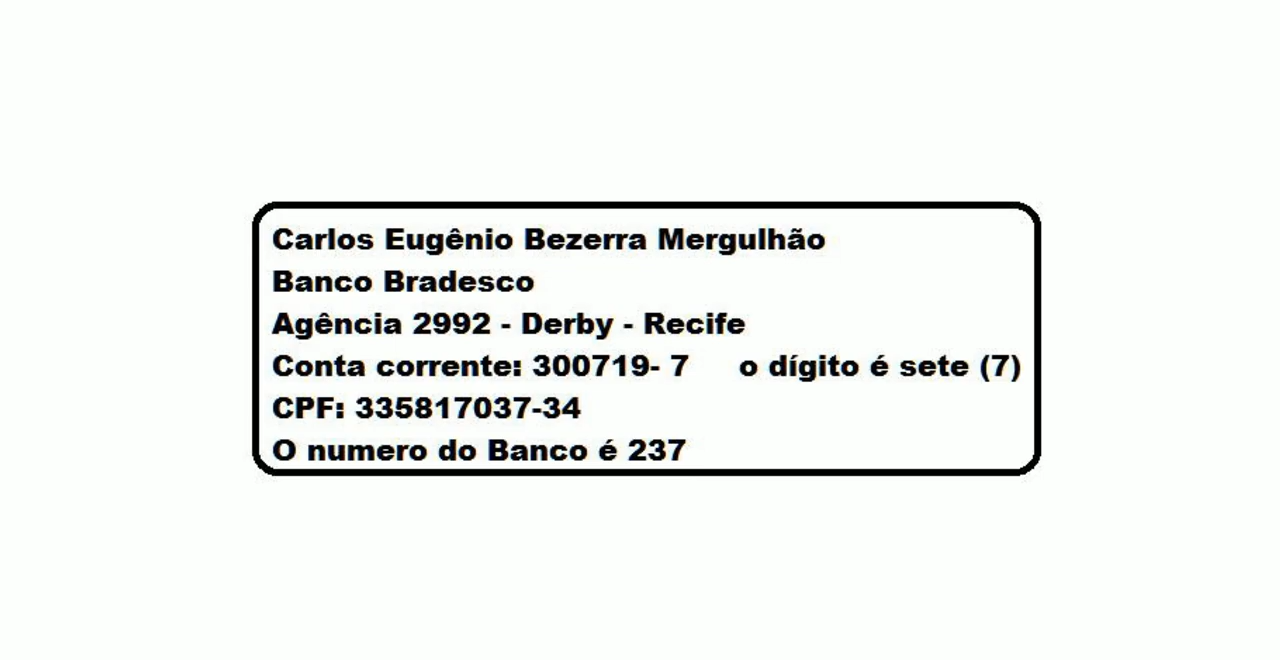 Carlos Eugênio Bezerra Mergulhão
Banco Bradesco
Agência 2992 - Derby - Recife
Conta corrente: 300719- 7 o dígito é sete (7)
CPF: 335817037-34
O numero do Banco é 237